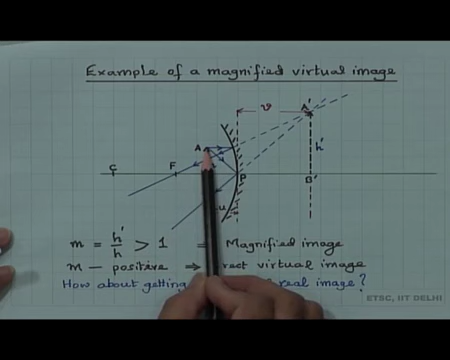 Example of a magnified virtual image
v
A'
A
h'
C F P B'
u
m = h'/h > 1 = Magnified image
m — positive ⇒ rect virtual image
How about getting real image?
ETSC, IIT DELHI